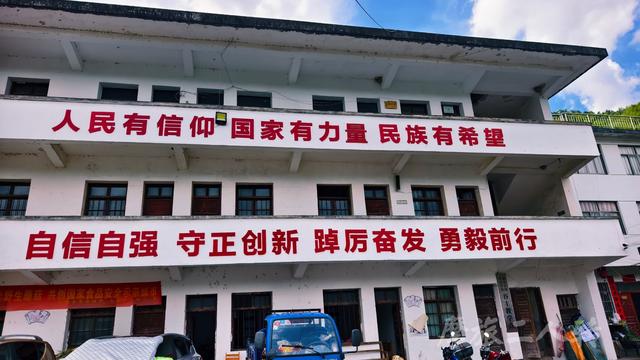 人民有信仰 国家有力量 民族有希望
自信自强 守正创新 踔厉奋发 勇毅前行